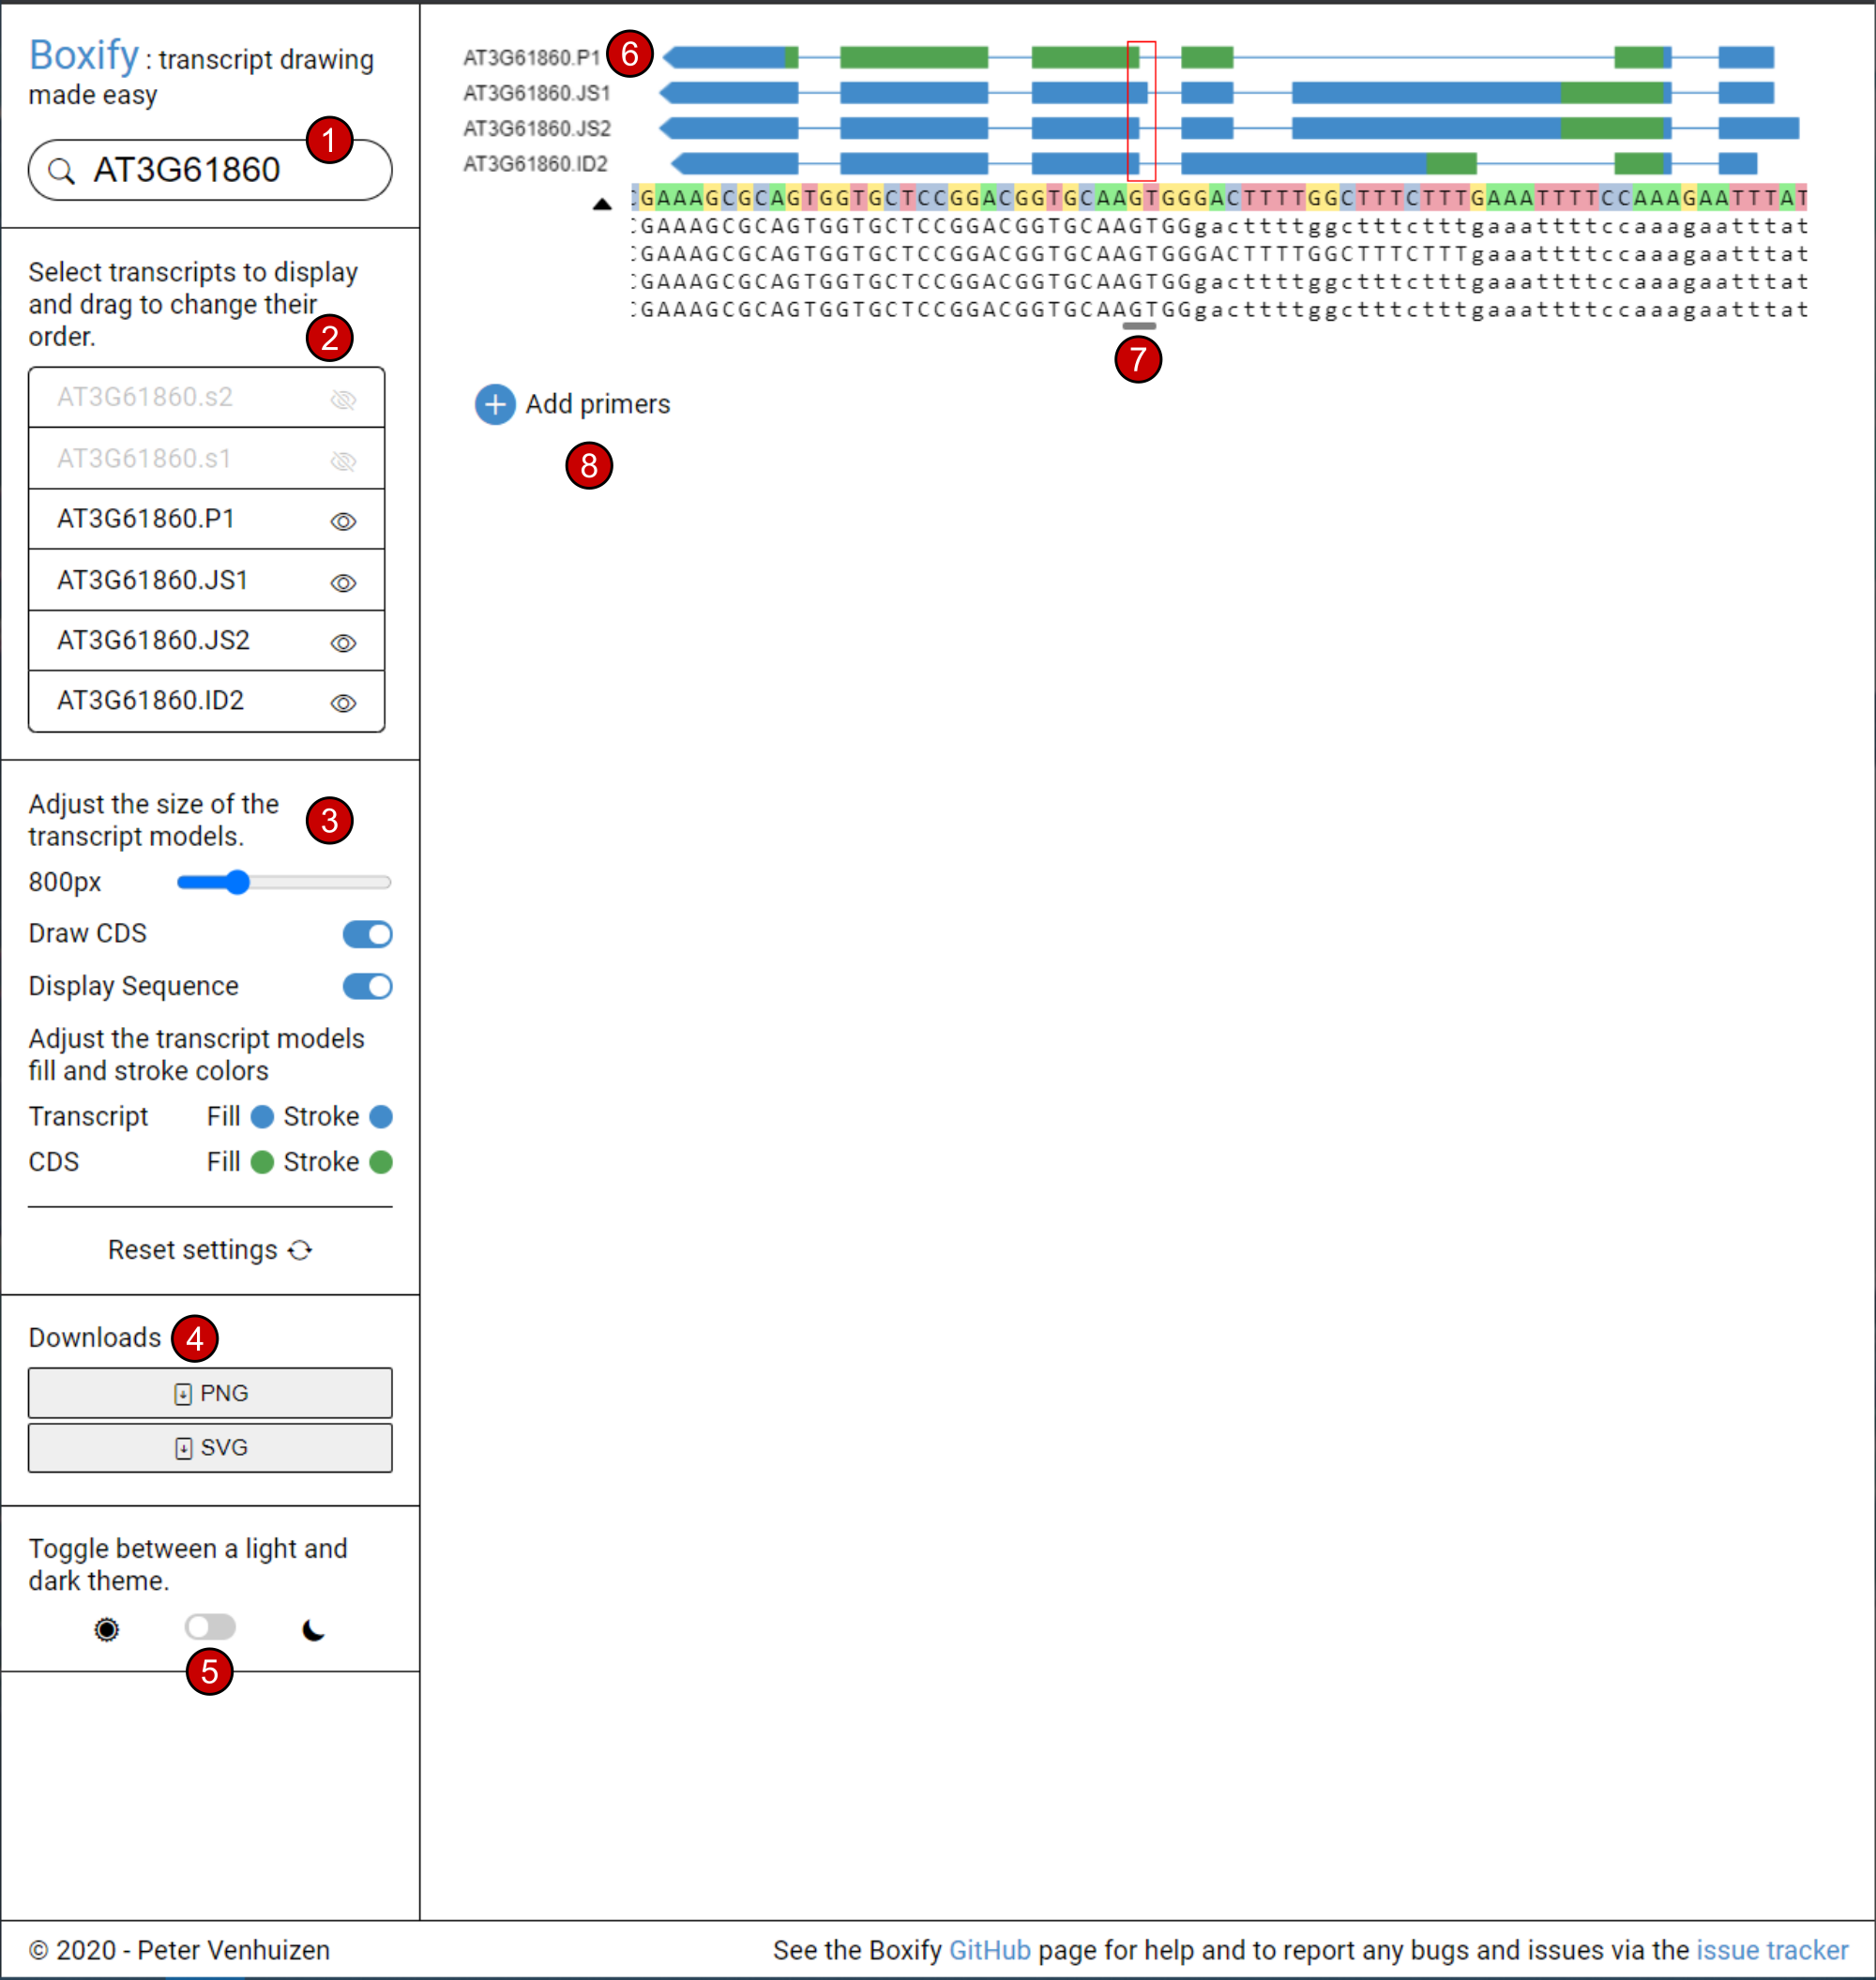 Boxify : transcript drawing
made easy
1
AT3G61860
Select transcripts to display
and drag to change their
order.
2
AT3G61860.s2
AT3G61860.s1
AT3G61860.P1
AT3G61860.JS1
AT3G61860.JS2
AT3G61860.ID2
Adjust the size of the
transcript models.
3
800px
Draw CDS
Display Sequence
Adjust the transcript models
fill and stroke colors
Transcript Fill Stroke
CDS Fill Stroke
Reset settings
Downloads 4
PNG
SVG
Toggle between a light and
dark theme.
5
AT3G61860.P1 6
AT3G61860.JS1
AT3G61860.JS2
AT3G61860.ID2
CGAAAGCGCAGTGGTGCTCCGGACGGTGCAAGTGGGACTTTTGGCTTTCTTTGAAATTTTCCAAAGAATTTAT
CGAAAGCGCAGTGGTGCTCCGGACGGTGCAAGTGGgacttttggctttctttgaaattttccaaagaatttat
CGAAAGCGCAGTGGTGCTCCGGACGGTGCAAGTGGGACTTTTGGCTTTCTTTgaaattttccaaagaatttat
CGAAAGCGCAGTGGTGCTCCGGACGGTGCAAGTGGgacttttggctttctttgaaattttccaaagaatttat
CGAAAGCGCAGTGGTGCTCCGGACGGTGCAAGTGGgacttttggctttctttgaaattttccaaagaatttat
7
Add primers
8
© 2020 - Peter Venhuizen
See the Boxify GitHub page for help and to report any bugs and issues via the issue tracker